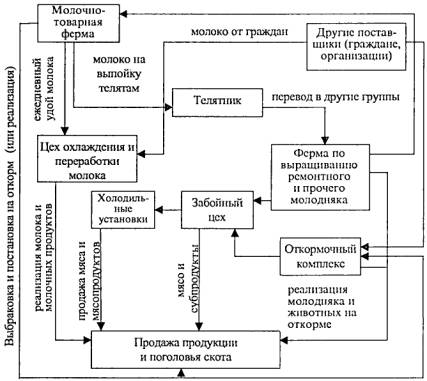 Молочно-
товарная
ферма
Другие постав-
щики (граждане,
организации)
молоко от граждан
молоко на
выпойку
телятам
ежедневный
удой молока
Телятник
перевод в другие группы
Цех охлаждения и
переработки
молока
Ферма по
выращиванию
ремонтного
и прочего
молодняка
Холодиль-
ные
установки
Забойный
цех
Откормочный
комплекс
Выбраковка и постановка на откорм (или реализация)
реализация молока и
молочных продуктов
продажа мяса и
мясопродуктов
мясо и
субпродукты
реализация
молодняка и
животных на
откорме
Продажа продукции
и поголовья скота